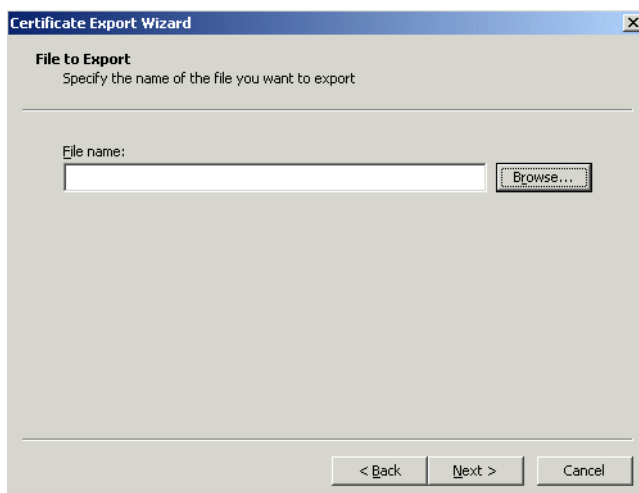 Certificate Export Wizard
File to Export
Specify the name of the file you want to export
File name:
Browse...
< Back
Next >
Cancel